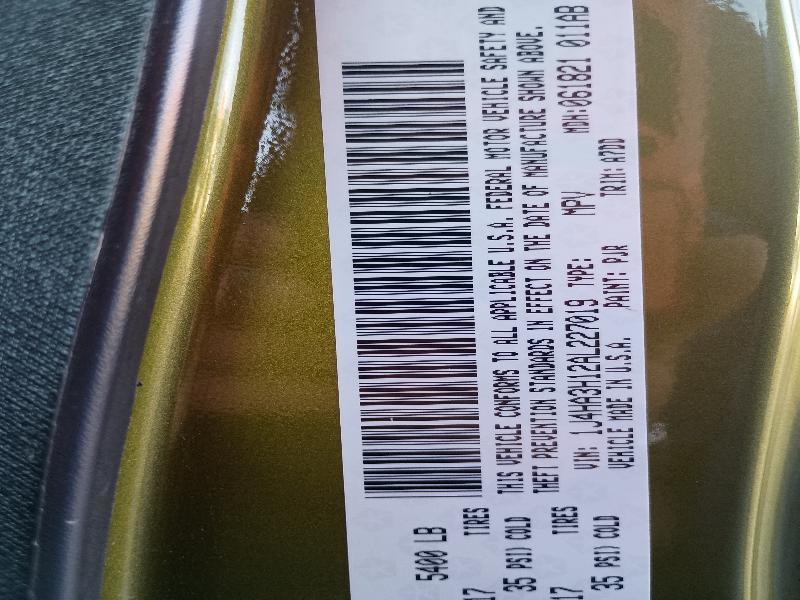 5400 LB
17 TIRES
35 PSI) COLD
17 TIRES
35 PSI) COLD
THIS VEHICLE CONFORMS TO ALL APPLICABLE U.S.A. FEDERAL MOTOR VEHICLE SAFETY AND
THEFT PREVENTION STANDARDS IN EFFECT ON THE DATE OF MANUFACTURE SHOWN ABOVE.
VIN: 1J4HA3H12AL227019 TYPE: MPV MDH:061821 011AB
VEHICLE MADE IN U.S.A. PAINT: PJR TRIM: A7DD